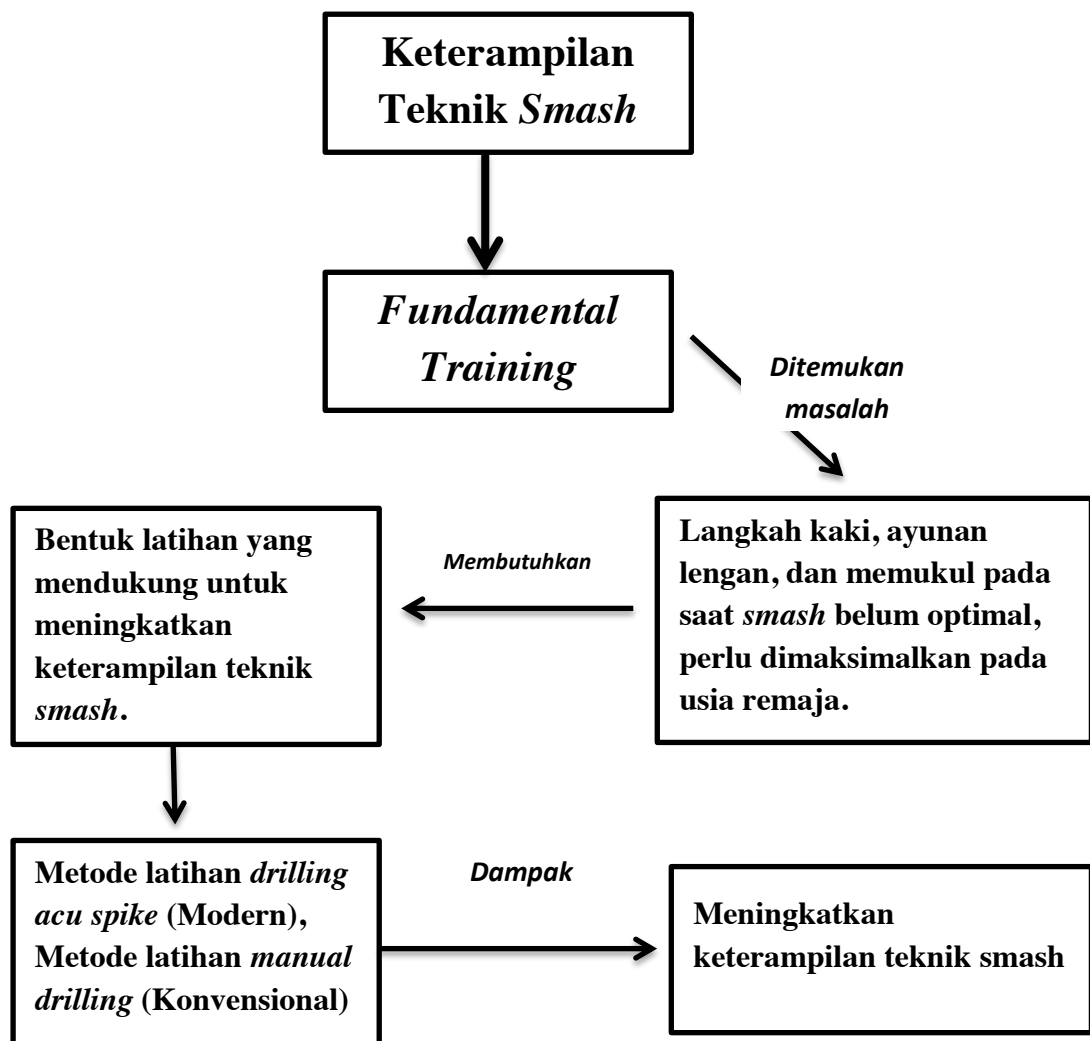 Keterampilan
Teknik Smash
Fundamental
Training
Ditemukan
masalah
Langkah kaki, ayunan
lengan, dan memukul pada
saat smash belum optimal,
perlu dimaksimalkan pada
usia remaja.
Membutuhkan
Bentuk latihan yang
mendukung untuk
meningkatkan
keterampilan teknik
smash.
Metode latihan drilling
acu spike (Modern),
Metode latihan manual
drilling (Konvensional)
Dampak
Meningkatkan
keterampilan teknik smash